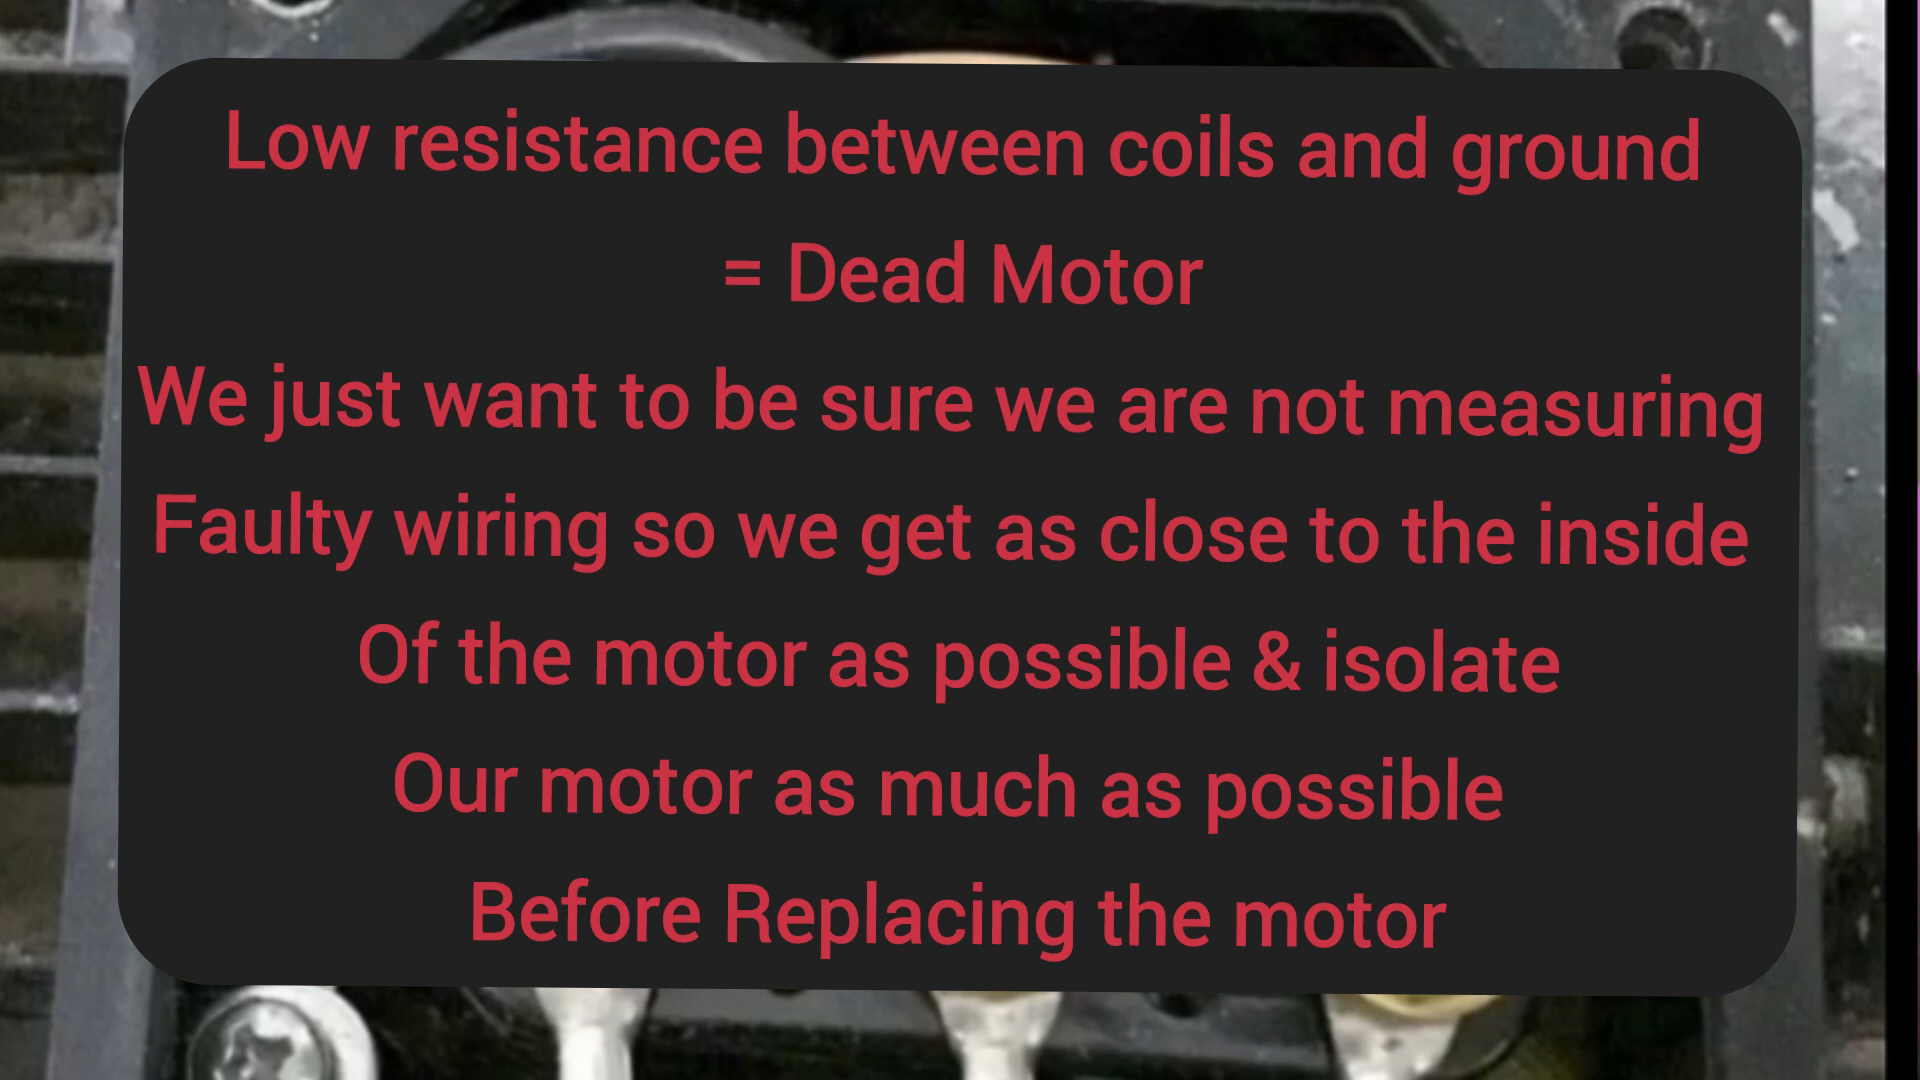 Low resistance between coils and ground
= Dead Motor
We just want to be sure we are not measuring
Faulty wiring so we get as close to the inside
Of the motor as possible & isolate
Our motor as much as possible
Before Replacing the motor